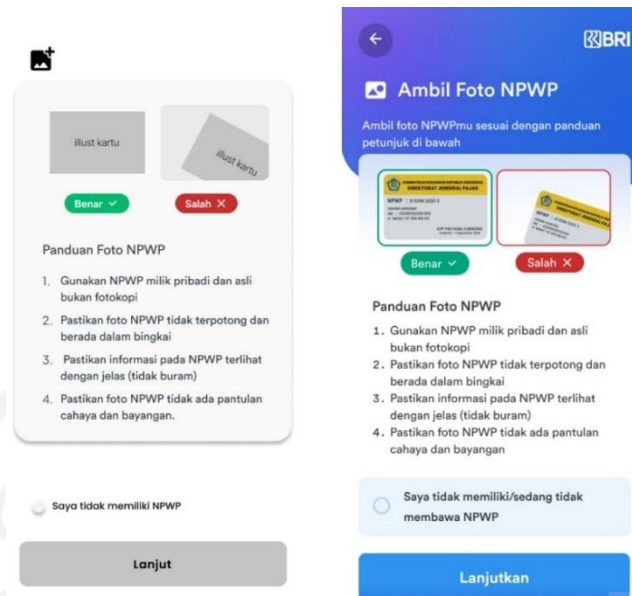 illust kartu
illust kartu
Benar
Salah
Panduan Foto NPWP
1. Gunakan NPWP milik pribadi dan asli
bukan fotokopi
2. Pastikan foto NPWP tidak terpotong dan
berada dalam bingkai
3. Pastikan informasi pada NPWP terlihat
dengan jelas (tidak buram)
4. Pastikan foto NPWP tidak ada pantulan
cahaya dan bayangan.
Saya tidak memiliki NPWP
Lanjut
BRI
Ambil Foto NPWP
Ambil foto NPWPmu sesuai dengan panduan
petunjuk di bawah
DIREKTORAT JENDERAL PAJAK
NPWP
NPWP
Benar
Salah
Panduan Foto NPWP
1. Gunakan NPWP milik pribadi dan asli
bukan fotokopi
2. Pastikan foto NPWP tidak terpotong dan
berada dalam bingkai
3. Pastikan informasi pada NPWP terlihat
dengan jelas (tidak buram)
4. Pastikan foto NPWP tidak ada pantulan
cahaya dan bayangan
Saya tidak memiliki/sedang tidak
membawa NPWP
Lanjutkan